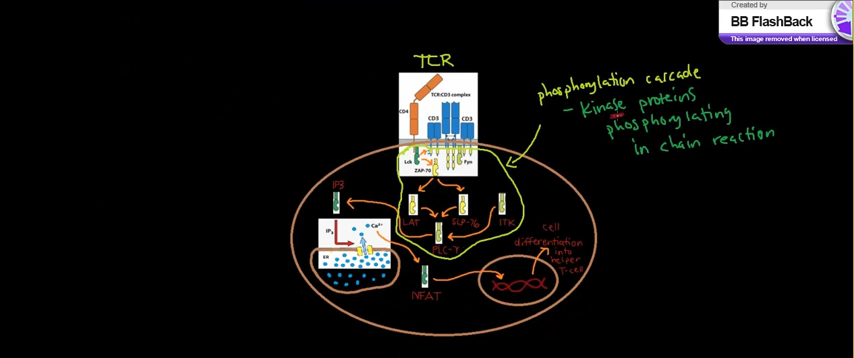 Created by
BB FlashBack
This image removed when licensed
TCR
TCR:CD3 complex
CD4
CD3
CD3
Lck
Fyn
ZAP-70
phosphorylation cascade
- Kinase proteins
phosphorylating
in chain reaction
IP3
LAT
SLP-76
ITK
PLC-γ
IP₃
Ca²⁺
ER
NFAT
cell
differentiation
into
helper
T-cell